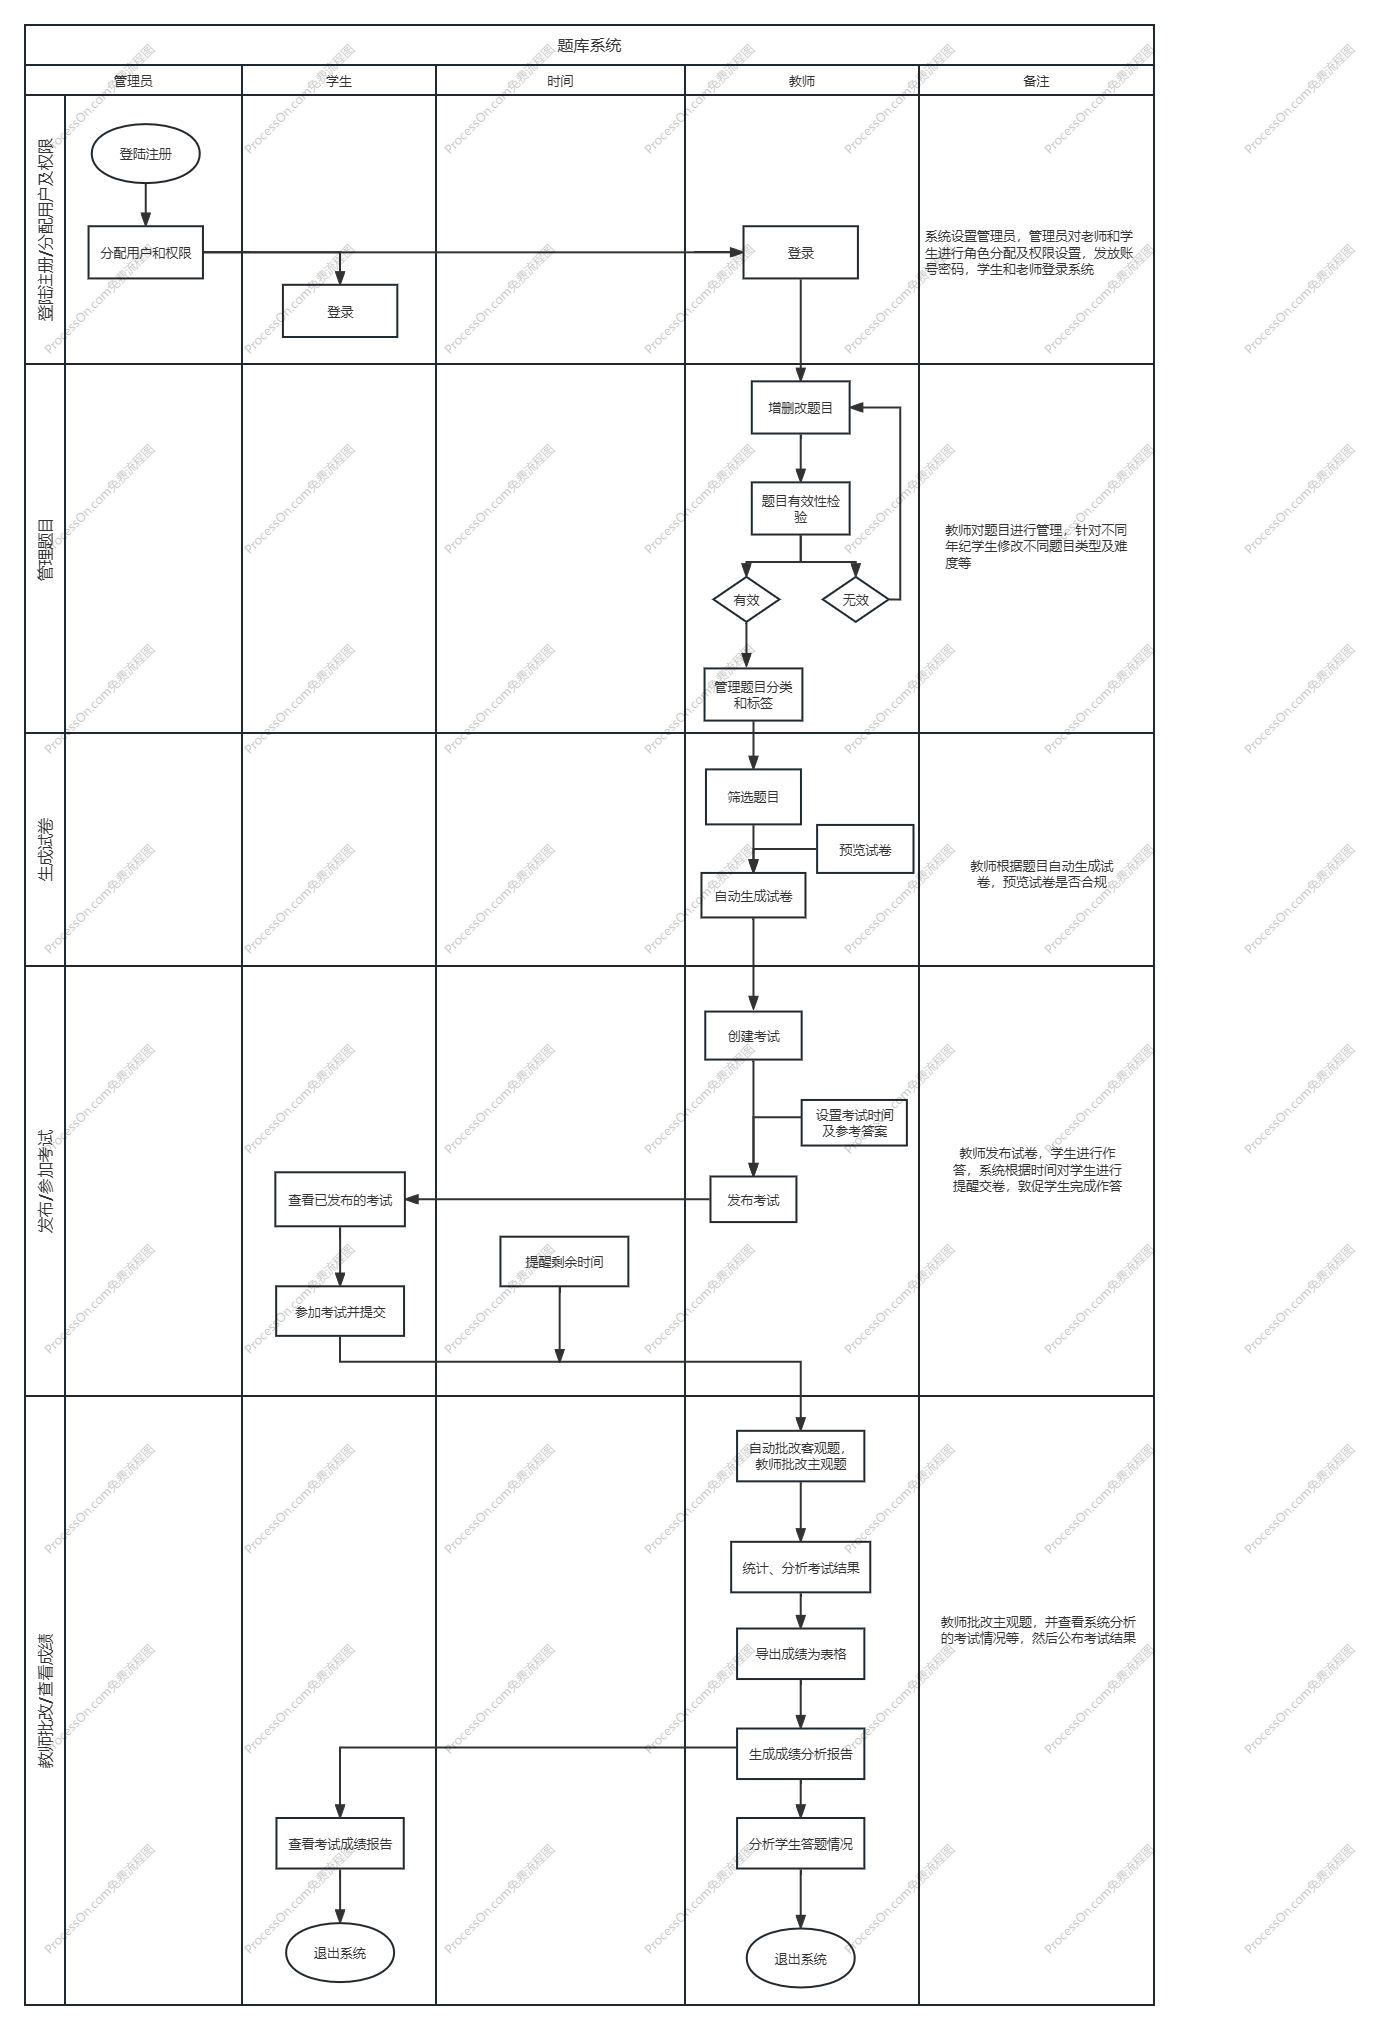 题库系统
管理员
学生
时间
教师
备注
登陆注册/分配用户及权限
登陆注册
分配用户和权限
登录
登录
系统设置管理员，管理员对老师和学
生进行角色分配及权限设置，发放账
号密码，学生和老师登录系统
管理题目
增删改题目
题目有效性检
验
有效
无效
管理题目分类
和标签
教师对题目进行管理，针对不同
年纪学生修改不同题目类型及难
度等
生成试卷
筛选题目
预览试卷
自动生成试卷
教师根据题目自动生成试
卷，预览试卷是否合规
发布/参加考试
创建考试
设置考试时间
及参考答案
发布考试
查看已发布的考试
提醒剩余时间
参加考试并提交
教师发布试卷，学生进行作
答，系统根据时间对学生进行
提醒交卷，敦促学生完成作答
教师批改/查看成绩
自动批改客观题，
教师批改主观题
统计、分析考试结果
导出成绩为表格
生成成绩分析报告
查看考试成绩报告
分析学生答题情况
退出系统
退出系统
教师批改主观题，并查看系统分析
的考试情况等，然后公布考试结果
ProcessOn.com免费流程图